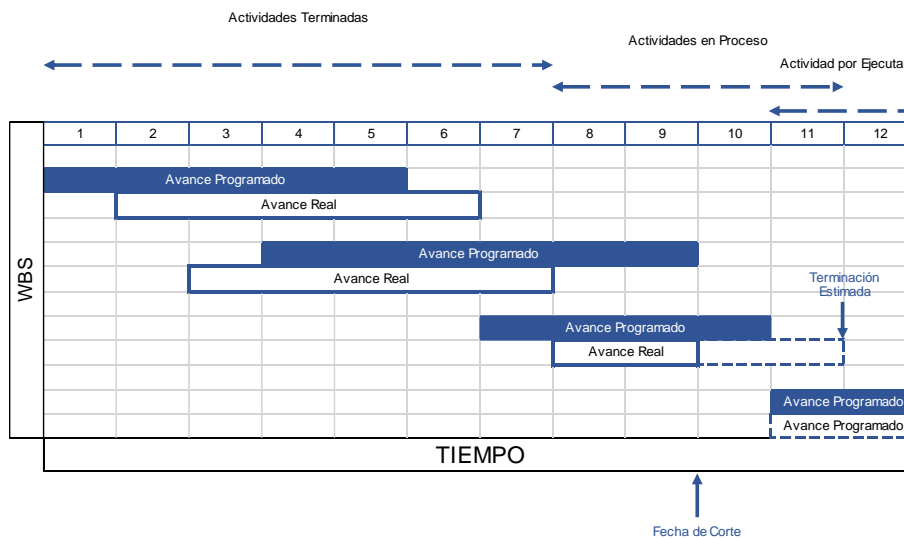 Actividades Terminadas
Actividades en Proceso
Actividad por Ejecuta
1 2 3 4 5 6 7 8 9 10 11 12
WBS
Avance Programado
Avance Real
Avance Programado
Avance Real
Terminación
Estimada
Avance Programado
Avance Real
Avance Programado
Avance Programado
TIEMPO
Fecha de Corte